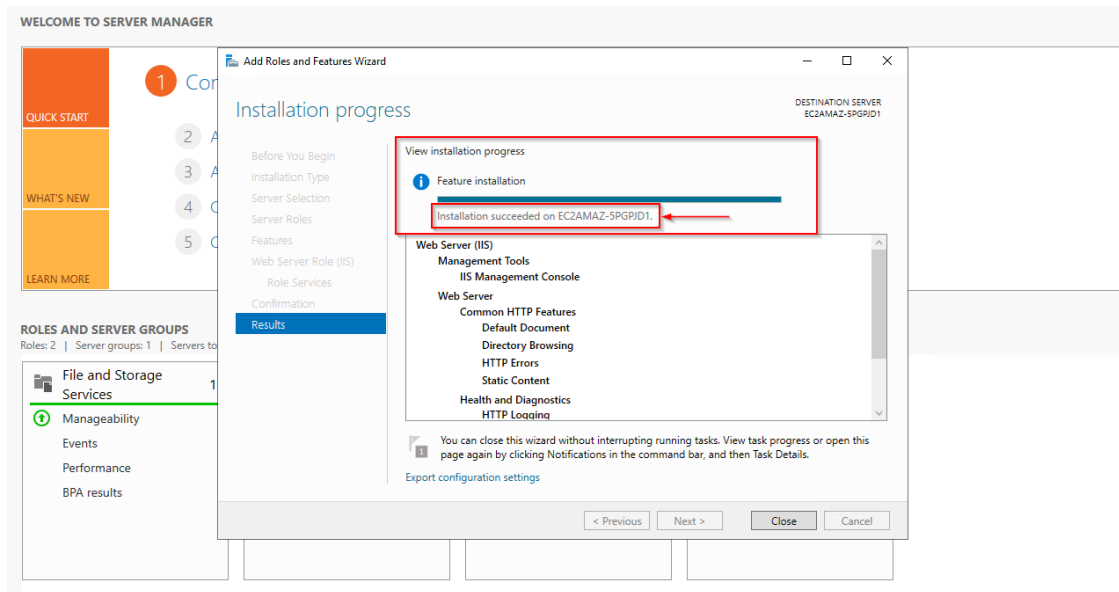 WELCOME TO SERVER MANAGER
QUICK START
WHAT'S NEW
LEARN MORE
1
2
3
4
5
Add Roles and Features Wizard
Installation progress
DESTINATION SERVER
EC2AMAZ-5PGPJD1
Before You Begin
Installation Type
Server Selection
Server Roles
Features
Web Server Role (IIS)
Role Services
Confirmation
Results
View installation progress
Feature installation
Installation succeeded on EC2AMAZ-5PGPJD1.
Web Server (IIS)
Management Tools
IIS Management Console
Web Server
Common HTTP Features
Default Document
Directory Browsing
HTTP Errors
Static Content
Health and Diagnostics
HTTP Logging
1
You can close this wizard without interrupting running tasks. View task progress or open this
page again by clicking Notifications in the command bar, and then Task Details.
Export configuration settings
< Previous
Next >
Close
Cancel
ROLES AND SERVER GROUPS
Roles: 2 | Server groups: 1 | Servers to
File and Storage
Services
1
Manageability
Events
Performance
BPA results